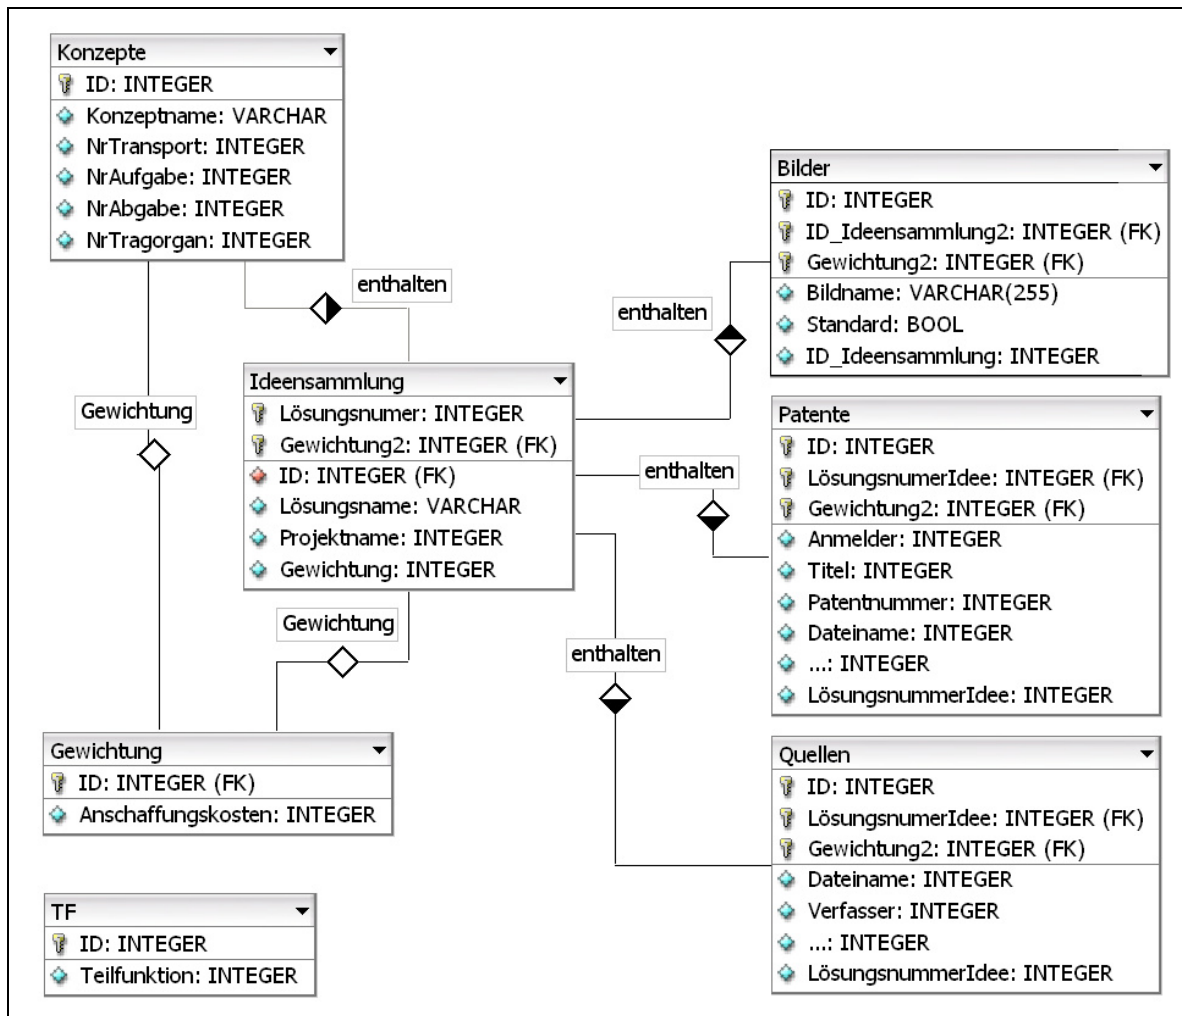 Konzepte
ID: INTEGER
Konzeptname: VARCHAR
NrTransport: INTEGER
NrAufgabe: INTEGER
NrAbgabe: INTEGER
NrTragorgan: INTEGER
enthalten
Gewichtung
Ideensammlung
Lösungsnumer: INTEGER
Gewichtung2: INTEGER (FK)
ID: INTEGER (FK)
Lösungsname: VARCHAR
Projektname: INTEGER
Gewichtung: INTEGER
Gewichtung
Gewichtung
ID: INTEGER (FK)
Anschaffungskosten: INTEGER
TF
ID: INTEGER
Teilfunktion: INTEGER
enthalten
enthalten
enthalten
Bilder
ID: INTEGER
ID_Ideensammlung2: INTEGER (FK)
Gewichtung2: INTEGER (FK)
Bildname: VARCHAR(255)
Standard: BOOL
ID_Ideensammlung: INTEGER
Patente
ID: INTEGER
LösungsnumerIdee: INTEGER (FK)
Gewichtung2: INTEGER (FK)
Anmelder: INTEGER
Titel: INTEGER
Patentnummer: INTEGER
Dateiname: INTEGER
...: INTEGER
LösungsnummerIdee: INTEGER
Quellen
ID: INTEGER
LösungsnumerIdee: INTEGER (FK)
Gewichtung2: INTEGER (FK)
Dateiname: INTEGER
Verfasser: INTEGER
...: INTEGER
LösungsnummerIdee: INTEGER